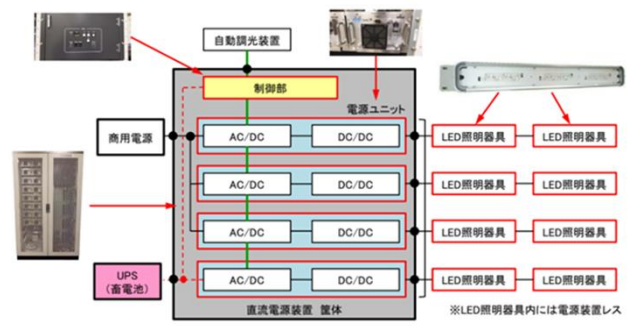 自動調光装置
制御部
電源ユニット
商用電源
AC/DC
DC/DC
LED照明器具
LED照明器具
AC/DC
DC/DC
LED照明器具
LED照明器具
AC/DC
DC/DC
LED照明器具
LED照明器具
UPS
(畜電池)
AC/DC
DC/DC
LED照明器具
LED照明器具
直流電源装置 筐体
※LED照明器具内には電源装置レス